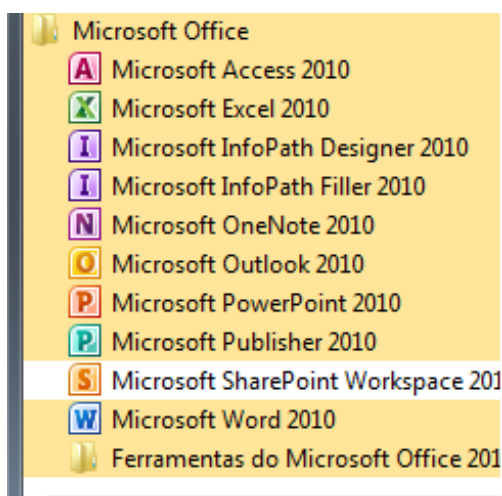 Microsoft Office
A Microsoft Access 2010
X Microsoft Excel 2010
I Microsoft InfoPath Designer 2010
I Microsoft InfoPath Filler 2010
N Microsoft OneNote 2010
O Microsoft Outlook 2010
P Microsoft PowerPoint 2010
P Microsoft Publisher 2010
S Microsoft SharePoint Workspace 201
W Microsoft Word 2010
Ferramentas do Microsoft Office 201